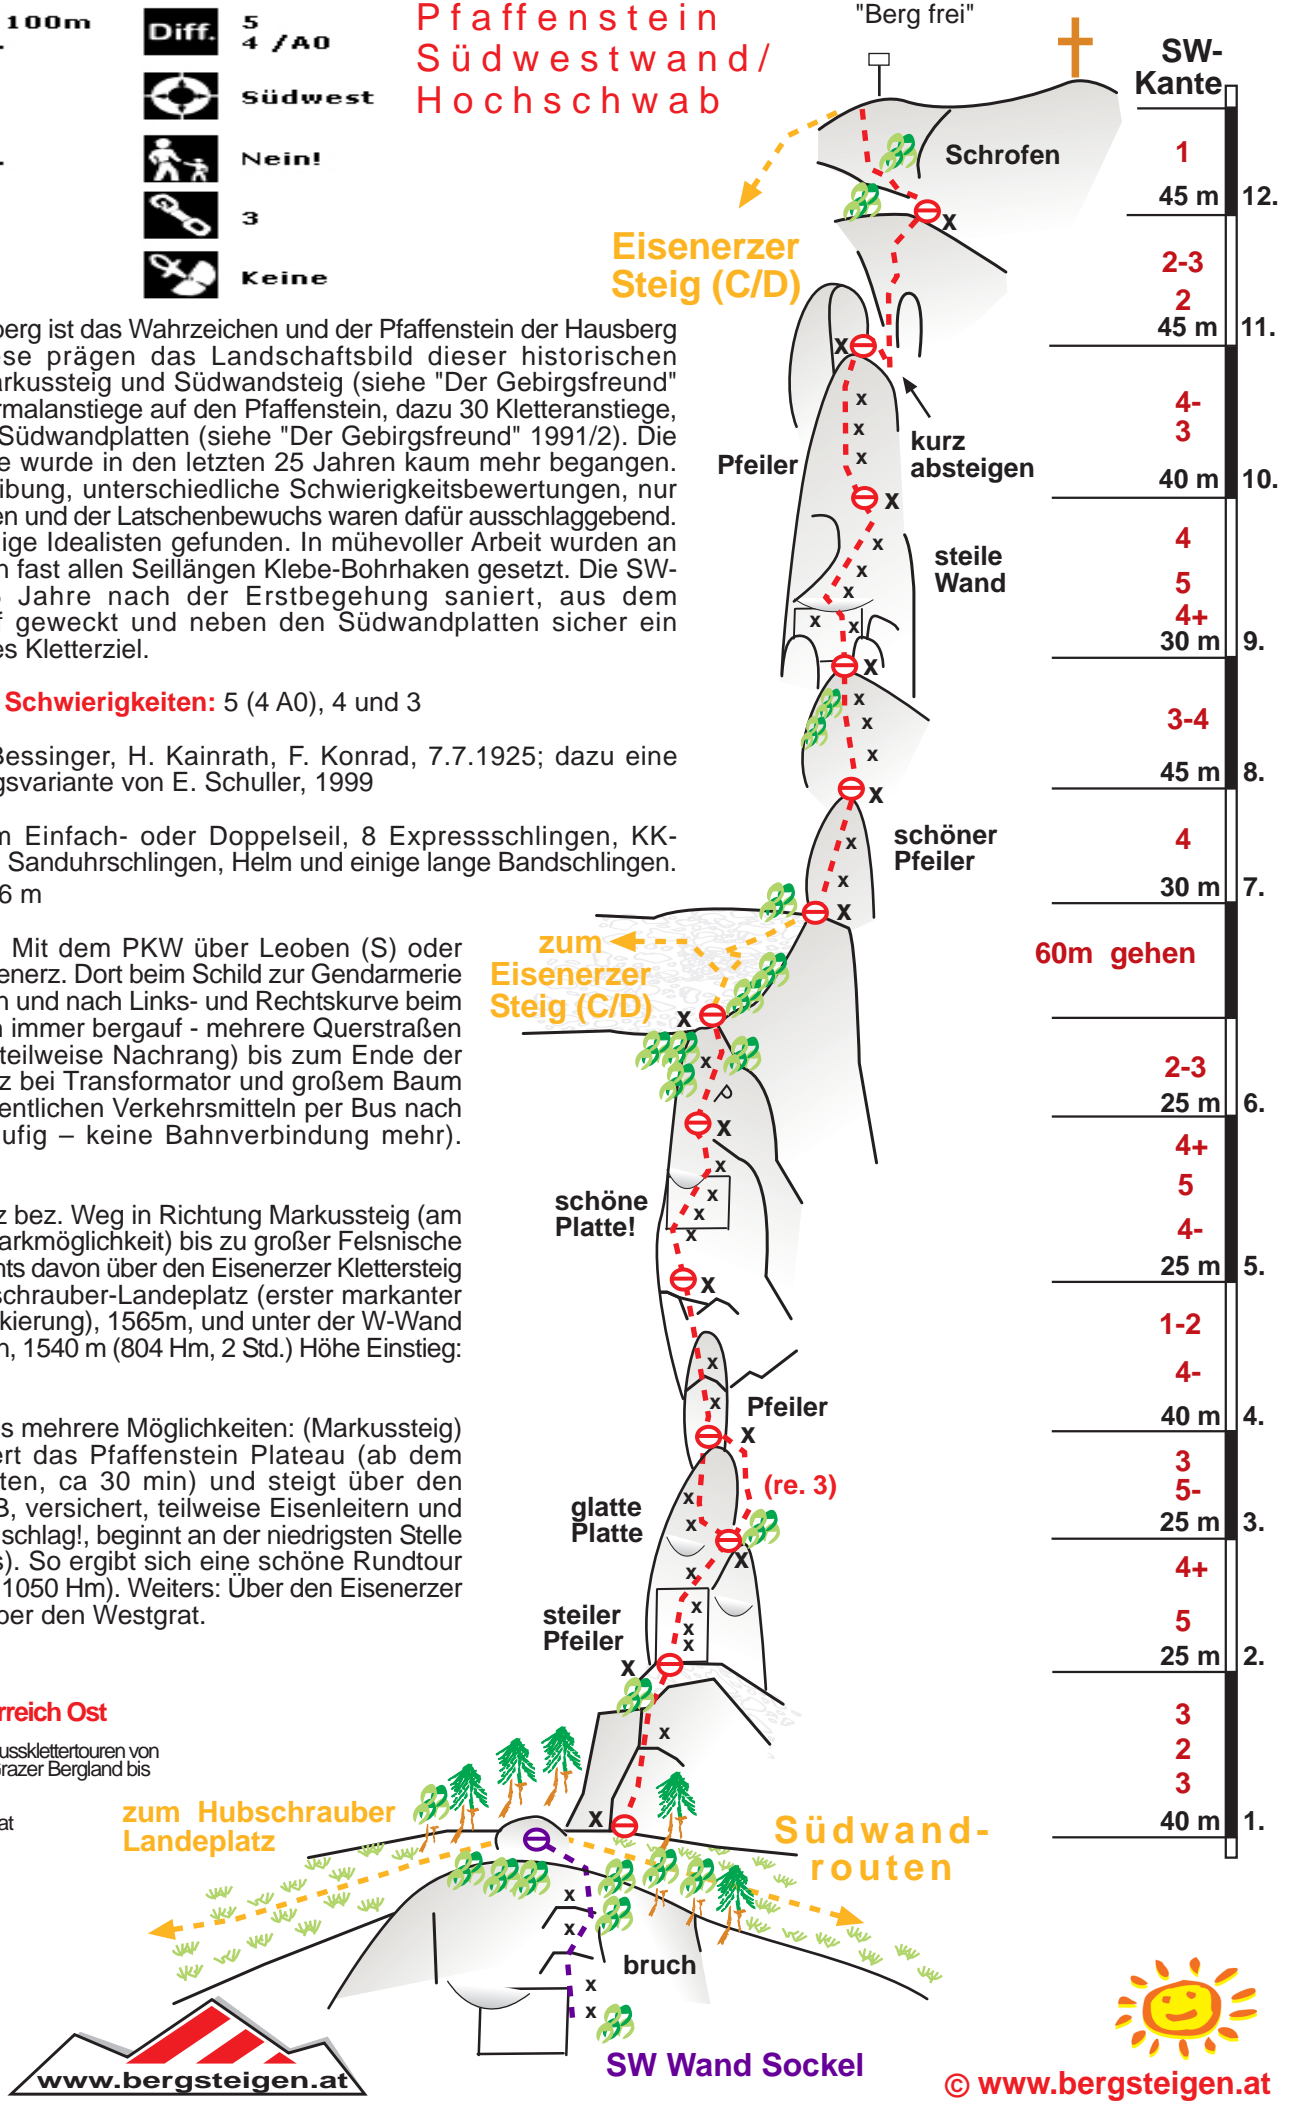 100m
Diff.
5
4 /A0
Südwest
Nein!
3
Keine
Pfaffenstein
Südwestwand/
Hochschwab
"Berg frei"
SW-
Kante
Schrofen
1
45 m 12.
Eisenerzer
Steig (C/D)
2-3
2
45 m 11.
berg ist das Wahrzeichen und der Pfaffenstein der Hausberg
ese prägen das Landschaftsbild dieser historischen
arkussteig und Südwandsteig (siehe "Der Gebirgsfreund"
rmalanstiege auf den Pfaffenstein, dazu 30 Kletteranstiege,
Südwandplatten (siehe "Der Gebirgsfreund" 1991/2). Die
e wurde in den letzten 25 Jahren kaum mehr begangen.
eibung, unterschiedliche Schwierigkeitsbewertungen, nur
en und der Latschenbewuchs waren dafür ausschlaggebend.
nige Idealisten gefunden. In mühevoller Arbeit wurden an
n fast allen Seillängen Klebe-Bohrhaken gesetzt. Die SW-
Jahre nach der Erstbegehung saniert, aus dem
f geweckt und neben den Südwandplatten sicher ein
es Kletterziel.
Schwierigkeiten: 5 (4 A0), 4 und 3
Bessinger, H. Kainrath, F. Konrad, 7.7.1925; dazu eine
gsvariante von E. Schuller, 1999
m Einfach- oder Doppelseil, 8 Expressschlingen, KK-
Sanduhrschlingen, Helm und einige lange Bandschlingen.
6 m
Mit dem PKW über Leoben (S) oder
enerz. Dort beim Schild zur Gendarmerie
n und nach Links- und Rechtskurve beim
n immer bergauf - mehrere Querstraßen
teilweise Nachrang) bis zum Ende der
z bei Transformator und großem Baum
entlichen Verkehrsmitteln per Bus nach
ufig – keine Bahnverbindung mehr).
z bez. Weg in Richtung Markussteig (am
arkmöglichkeit) bis zu großer Felsnische
nts davon über den Eisenerzer Klettersteig
schrauber-Landeplatz (erster markanter
kierung), 1565m, und unter der W-Wand
n, 1540 m (804 Hm, 2 Std.) Höhe Einstieg:
s mehrere Möglichkeiten: (Markussteig)
ert das Pfaffenstein Plateau (ab dem
ten, ca 30 min) und steigt über den
B, versichert, teilweise Eisenleitern und
schlag!, beginnt an der niedrigsten Stelle
s). So ergibt sich eine schöne Rundtour
1050 Hm). Weiters: Über den Eisenerzer
ber den Westgrat.
rreich Ost
ussklettertouren von
Grazer Bergland bis
at
Pfeiler
kurz
absteigen
4-
3
40 m 10.
steile
Wand
4
5
4+
30 m 9.
3-4
45 m 8.
schöner
Pfeiler
4
30 m 7.
zum
Eisenerzer
Steig (C/D)
60m gehen
2-3
25 m 6.
schöne
Platte!
4+
5
4-
25 m 5.
1-2
4-
40 m 4.
Pfeiler
(re. 3)
glatte
Platte
3
5-
25 m 3.
steiler
Pfeiler
4+
5
25 m 2.
3
2
3
40 m 1.
zum Hubschrauber
Landeplatz
Südwand-
routen
bruch
SW Wand Sockel
www.bergsteigen.at
© www.bergsteigen.at